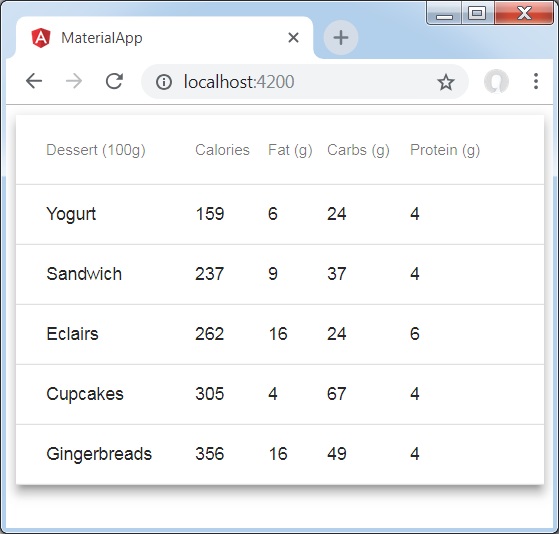 MaterialApp
localhost:4200
Dessert (100g) Calories Fat (g) Carbs (g) Protein (g)
Yogurt 159 6 24 4
Sandwich 237 9 37 4
Eclairs 262 16 24 6
Cupcakes 305 4 67 4
Gingerbreads 356 16 49 4